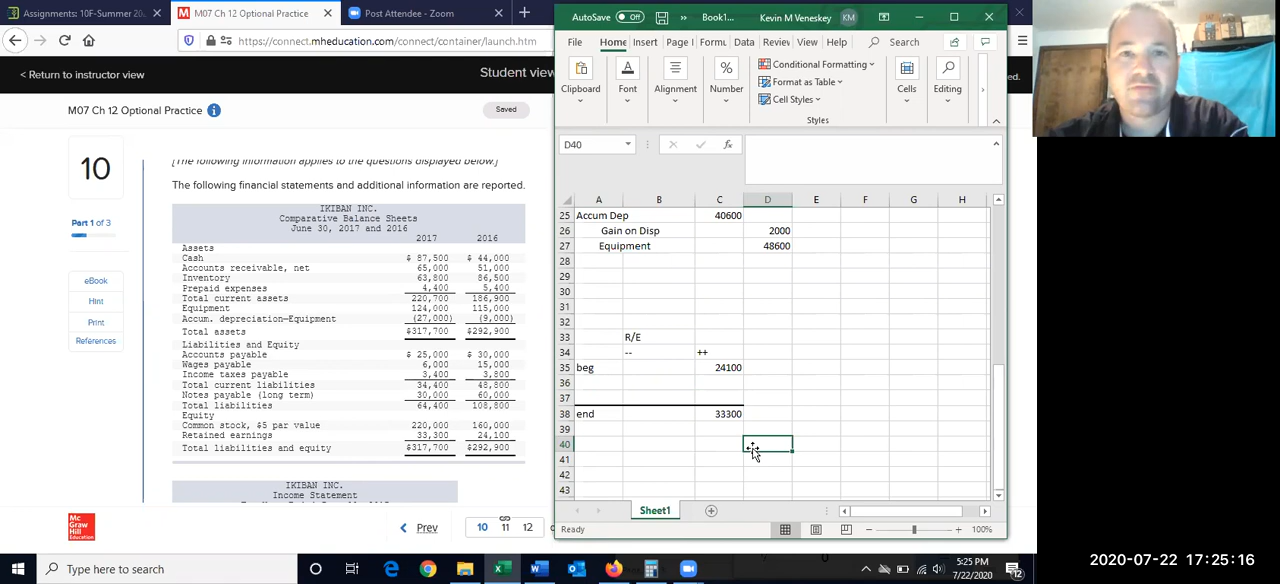 Assignments: 10F-Summer 20
M07 Ch 12 Optional Practice
Post Attendee - Zoom
https://connect.mheducation.com/connect/container/launch.htm
< Return to instructor view
Student view
M07 Ch 12 Optional Practice
Saved
10
Part 1 of 3
eBook
Hint
Print
References
[The following information applies to the questions displayed below.]
The following financial statements and additional information are reported.
IKIBAN INC.
Comparative Balance Sheets
June 30, 2017 and 2016
2017 2016
Assets
Cash $ 87,500 $ 44,000
Accounts receivable, net 65,000 51,000
Inventory 63,800 86,500
Prepaid expenses 4,400 5,400
Total current assets 220,700 186,900
Equipment 124,000 115,000
Accum. depreciation—Equipment (27,000) (9,000)
Total assets $317,700 $292,900
Liabilities and Equity
Accounts payable $ 25,000 $ 30,000
Wages payable 6,000 15,000
Income taxes payable 3,400 3,800
Total current liabilities 34,400 48,800
Notes payable (long term) 30,000 60,000
Total liabilities 64,400 108,800
Equity
Common stock, $5 par value 220,000 160,000
Retained earnings 33,300 24,100
Total liabilities and equity $317,700 $292,900
IKIBAN INC.
Income Statement
Mc Graw Hill Education
Prev
10 11 12
AutoSave Off Book1... Kevin M Veneskey KM
File Home Insert Page l Formu Data Review View Help Search
Clipboard Font Alignment Number
Conditional Formatting
Format as Table
Cell Styles
Styles
Cells Editing
D40 fx
A B C D E F G H
25 Accum Dep 40600
26 Gain on Disp 2000
27 Equipment 48600
28
29
30
31
32
33 R/E
34 -- ++
35 beg 24100
36
37
38 end 33300
39
40
41
42
43
Sheet1
Ready 100%
ed.
Type here to search
5:25 PM
7/22/2020
12
2020-07-22 17:25:16